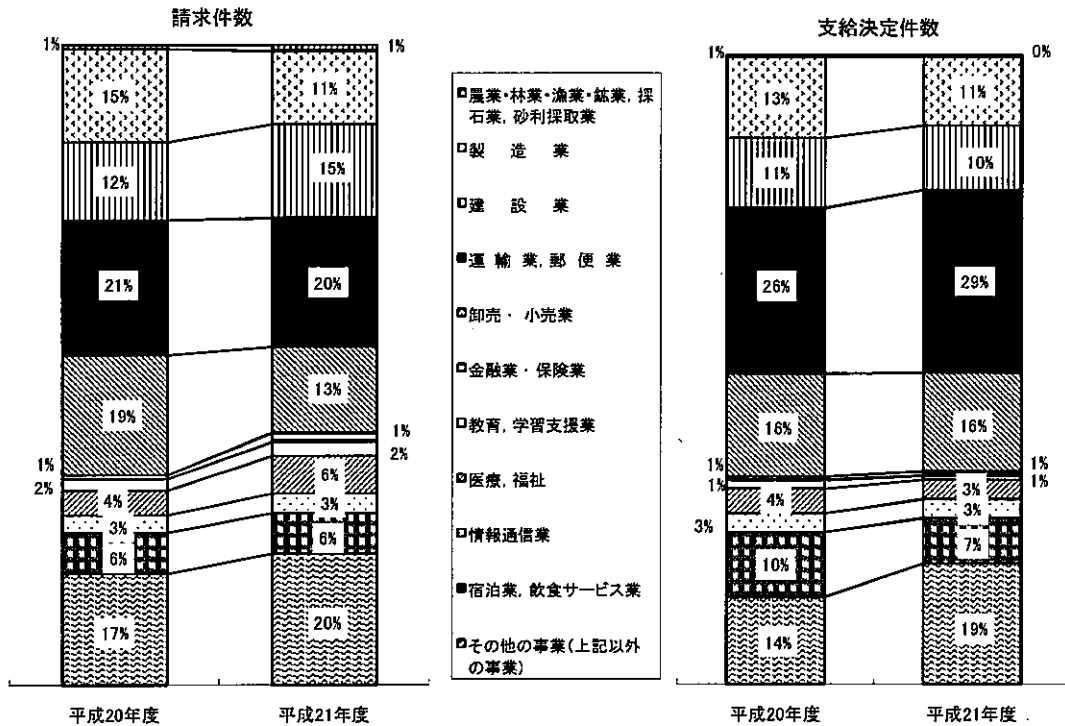 請求件数
1%
15%
12%
21%
19%
1%
2%
4%
3%
6%
17%
平成20年度
1%
11%
15%
20%
13%
1%
2%
6%
3%
6%
20%
平成21年度
農業・林業・漁業・鉱業, 採
石業, 砂利採取業
製造業
建設業
運輸業, 郵便業
卸売・小売業
金融業・保険業
教育, 学習支援業
医療, 福祉
情報通信業
宿泊業, 飲食サービス業
その他の事業(上記以外
の事業)
支給決定件数
1%
13%
11%
26%
16%
1%
1%
4%
3%
10%
14%
平成20年度
0%
11%
10%
29%
16%
1%
1%
3%
3%
7%
19%
平成21年度